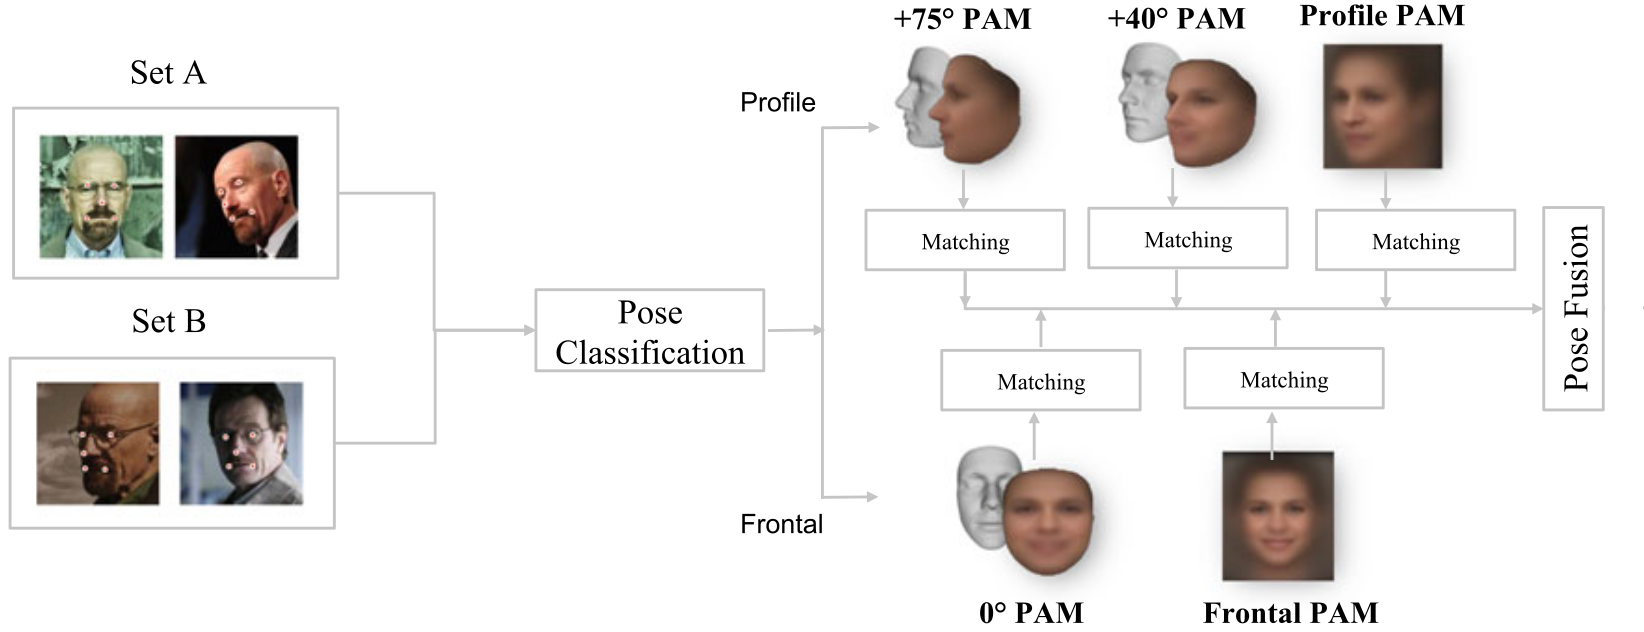 +75° PAM
+40° PAM
Profile PAM
Set A
Profile
Matching
Matching
Matching
Set B
Pose
Classification
Pose Fusion
Matching
Matching
Frontal
0° PAM
Frontal PAM